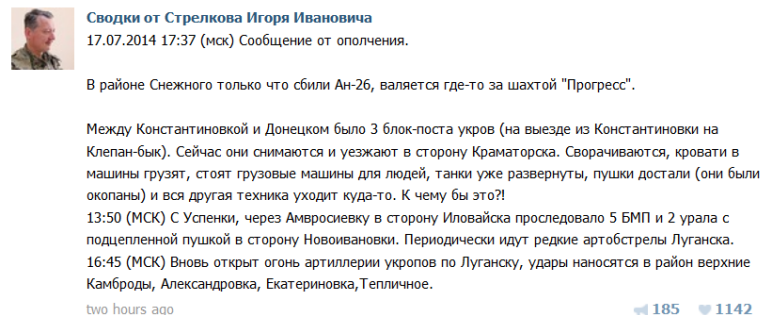 Сводки от Стрелкова Игоря Ивановича
17.07.2014 17:37 (мск) Сообщение от ополчения.
В районе Снежного только что сбили Ан-26, валяется где-то за шахтой "Прогресс".
Между Константиновкой и Донецком было 3 блок-поста укров (на выезде из Константиновки на
Клепан-бык). Сейчас они снимаются и уезжают в сторону Краматорска. Сворачиваются, кровати в
машины грузят, стоят грузовые машины для людей, танки уже развернуты, пушки достали (они были
окопаны) и вся другая техника уходит куда-то. К чему бы это?!
13:50 (МСК) С Успенки, через Амвросиевку в сторону Иловайска проследовало 5 БМП и 2 урала с
подцепленной пушкой в сторону Новоивановки. Периодически идут редкие артобстрелы Луганска.
16:45 (МСК) Вновь открыт огонь артиллерии укропов по Луганску, удары наносятся в район верхние
Камброды, Александровка, Екатериновка,Тепличное.
two hours ago 185 1142